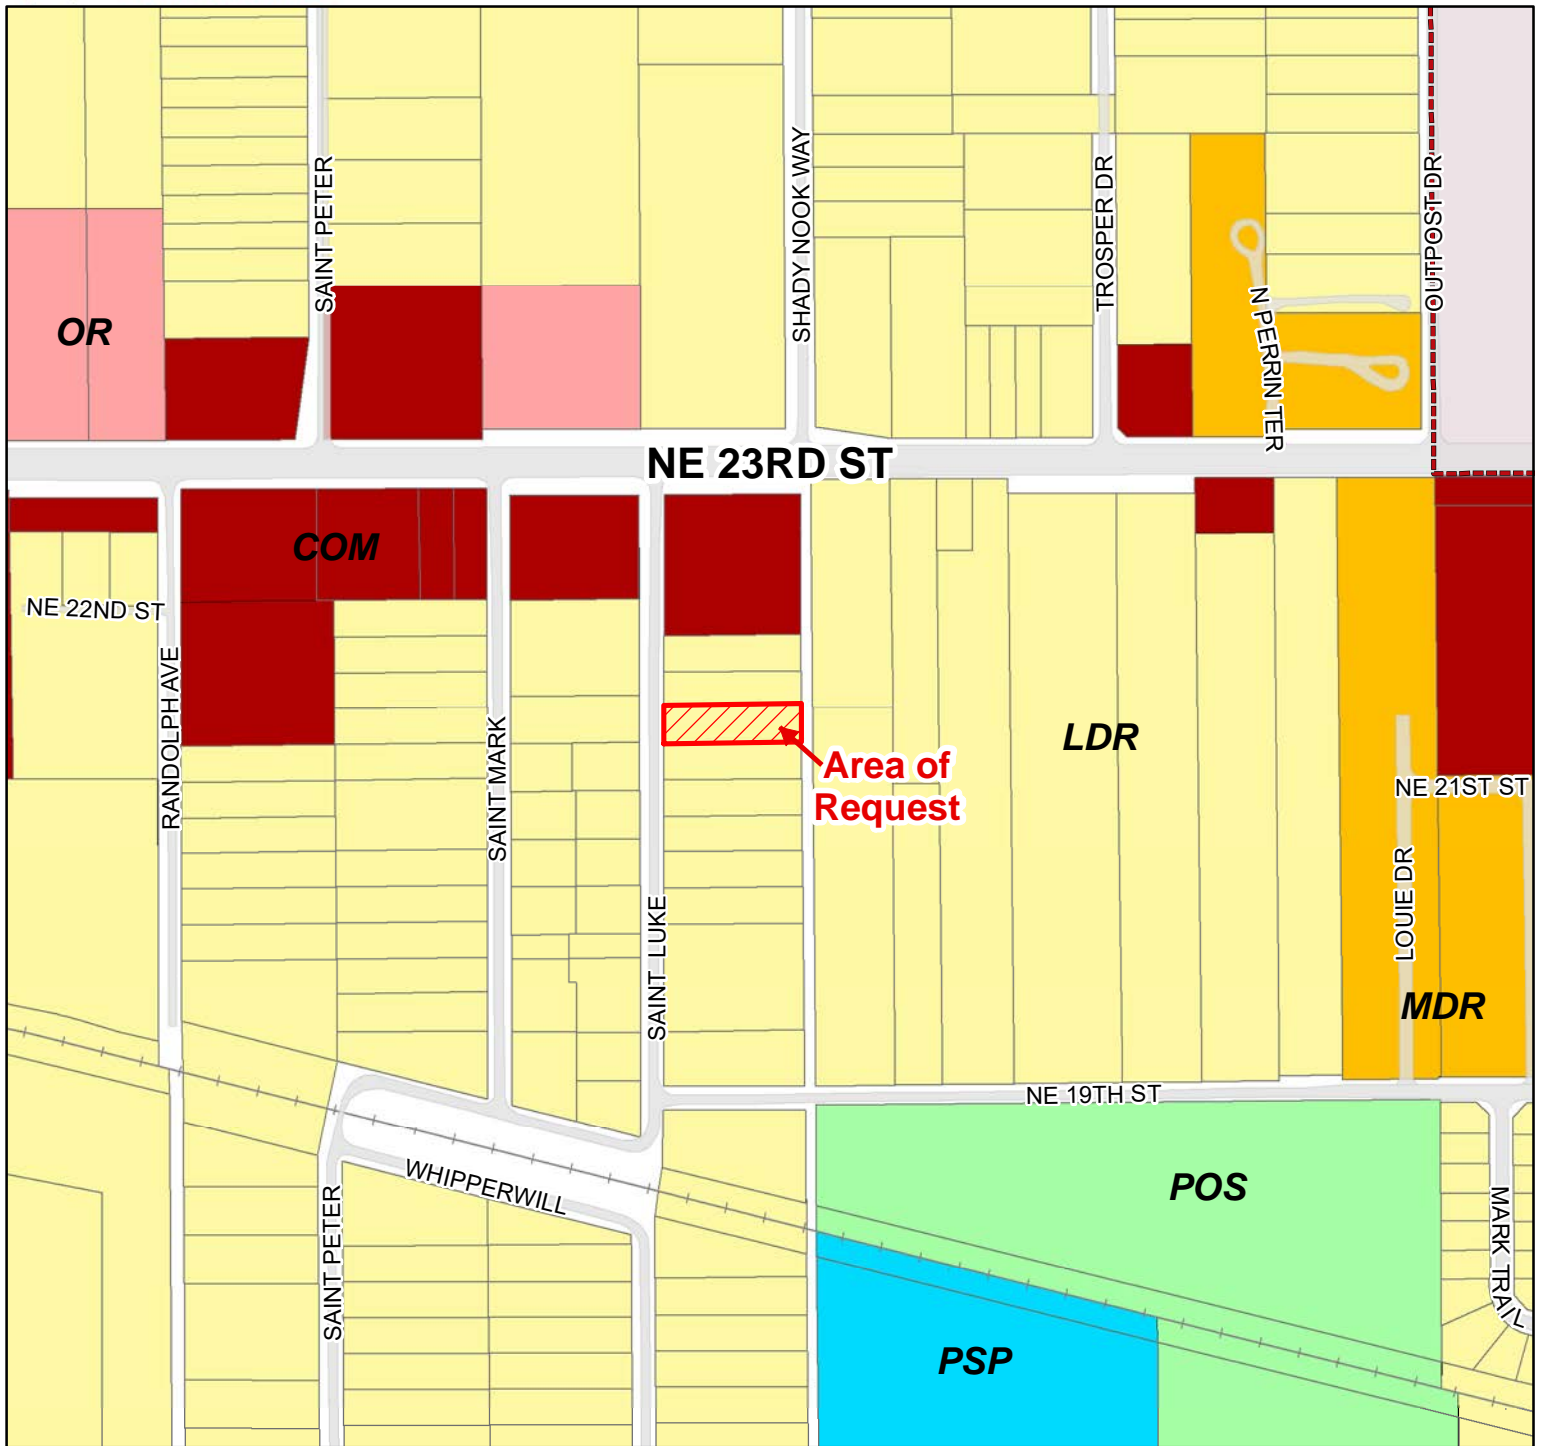 SAINT PETER
SHADY NOOK WAY
TROSPER DR
OUTPOST DR
N PERRIN TER
OR
NE 23RD ST
COM
NE 22ND ST
RANDOLPH AVE
SAINT MARK
SAINT LUKE
LDR
Area of
Request
NE 21ST ST
LOUIE DR
MDR
NE 19TH ST
WHIPPERWILL
SAINT PETER
POS
MARK TRAIL
PSP